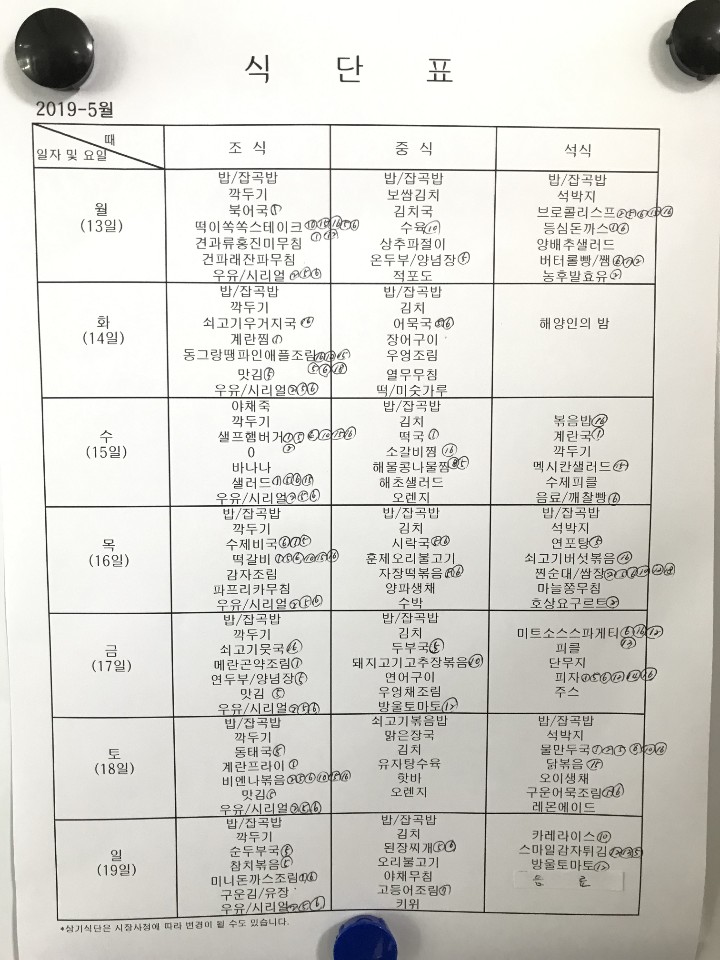 식 단 표
2019-5월
때
일자 및 요일
조 식
중 식
석식
월
(13일)
밥/잡곡밥
깍두기
북어국
떡이쏙쏙스테이크
견과류홍진미무침
건파래잔파무침
우유/시리얼
밥/잡곡밥
보쌈김치
김치국
수육
상추파절이
온두부/양념장
적포도
밥/잡곡밥
석박지
브로콜리스프
등심돈까스
양배추샐러드
버터롤빵/쨈
농후발효유
화
(14일)
밥/잡곡밥
깍두기
쇠고기우거지국
계란찜
동그랑땡파인애플조림
맛김
우유/시리얼
밥/잡곡밥
김치
어묵국
장어구이
우엉조림
열무무침
떡/미숫가루
해양인의 밤
수
(15일)
야채죽
깍두기
샐프햄버거
0
바나나
샐러드
우유/시리얼
밥/잡곡밥
김치
떡국
소갈비찜
해물콩나물찜
해초샐러드
오렌지
볶음밥
계란국
깍두기
멕시칸샐러드
수제피클
음료/깨찰빵
목
(16일)
밥/잡곡밥
깍두기
수제비국
떡갈비
감자조림
파프리카무침
우유/시리얼
밥/잡곡밥
김치
시락국
훈제오리불고기
자장떡볶음
양파생채
수박
밥/잡곡밥
석박지
연포탕
쇠고기버섯볶음
찐순대/쌈장
마늘쫑무침
호상요구르트
금
(17일)
밥/잡곡밥
깍두기
쇠고기뭇국
메란곤약조림
연두부/양념장
맛김
우유/시리얼
밥/잡곡밥
김치
두부국
돼지고기고추장볶음
연어구이
우엉채조림
방울토마토
미트소스스파게티
피클
단무지
피자
주스
토
(18일)
밥/잡곡밥
깍두기
동태국
계란프라이
비엔나볶음
맛김
우유/시리얼
쇠고기볶음밥
맑은장국
김치
유자탕수육
핫바
오렌지
밥/잡곡밥
석박지
물만두국
닭볶음
오이생채
구운어묵조림
레몬에이드
일
(19일)
밥/잡곡밥
깍두기
순두부국
참치볶음
미니돈까스조림
구운김/유장
우유/시리얼
밥/잡곡밥
김치
된장찌개
오리불고기
야채무침
고등어조림
키위
카레라이스
스마일감자튀김
방울토마토
*상기식단은 시장사정에 따라 변경이 될 수도 있습니다.